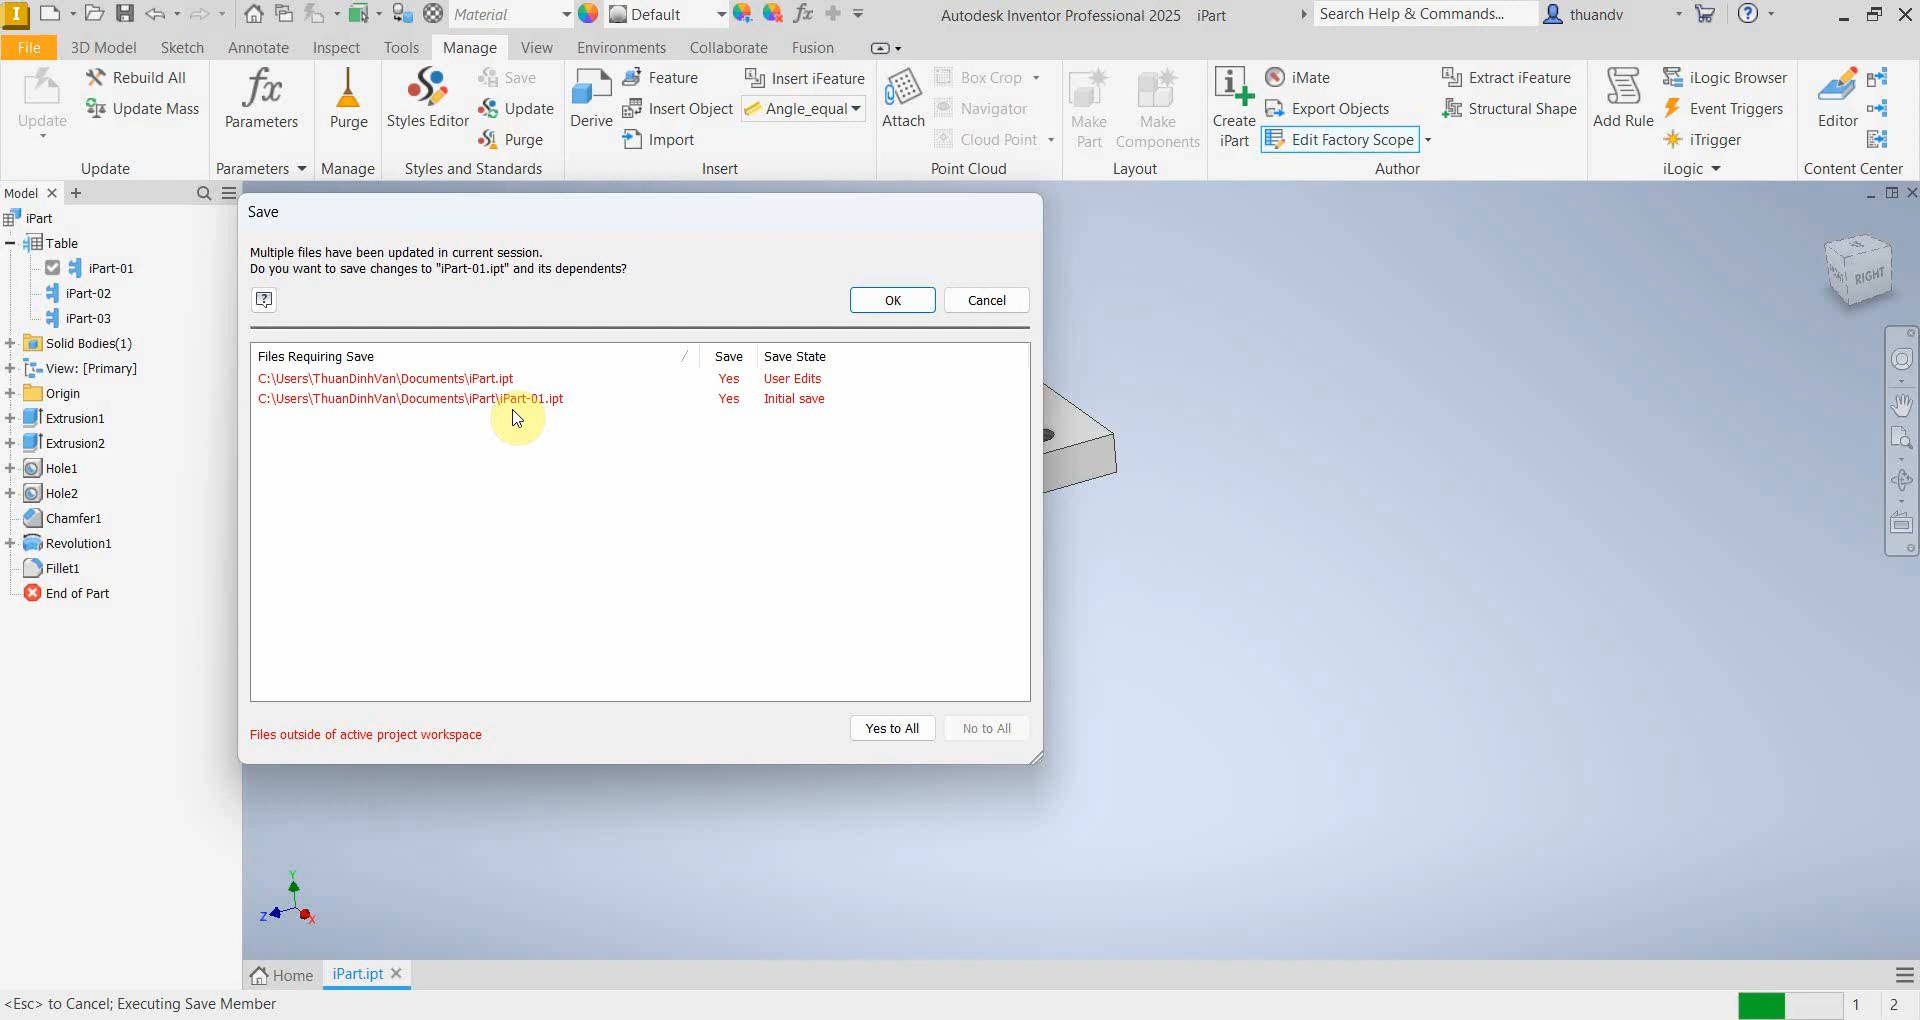 I
Material
Default
fx
Autodesk Inventor Professional 2025 iPart
Search Help & Commands...
thuandv
?
File 3D Model Sketch Annotate Inspect Tools Manage View Environments Collaborate Fusion
Update
Rebuild All
Update Mass
Update
fx
Parameters
Parameters
Purge
Manage
Styles Editor
Save
Update
Purge
Styles and Standards
Derive
Feature
Insert Object
Import
Insert iFeature
Angle_equal
Insert
Attach
Box Crop
Navigator
Cloud Point
Point Cloud
Make
Part
Make
Components
Layout
Create
iPart
iMate
Export Objects
Edit Factory Scope
Extract iFeature
Structural Shape
Author
Add Rule
iLogic Browser
Event Triggers
iTrigger
iLogic
Editor
Content Center
Model
iPart
Table
iPart-01
iPart-02
iPart-03
Solid Bodies(1)
View: [Primary]
Origin
Extrusion1
Extrusion2
Hole1
Hole2
Chamfer1
Revolution1
Fillet1
End of Part
Save
Multiple files have been updated in current session.
Do you want to save changes to "iPart-01.ipt" and its dependents?
?
OK
Cancel
Files Requiring Save / Save Save State
C:\Users\ThuanDinhVan\Documents\iPart.ipt Yes User Edits
C:\Users\ThuanDinhVan\Documents\iPart\iPart-01.ipt Yes Initial save
Files outside of active project workspace
Yes to All
No to All
RIGHT
Y
Z
X
Home
iPart.ipt
<Esc> to Cancel; Executing Save Member
1 2